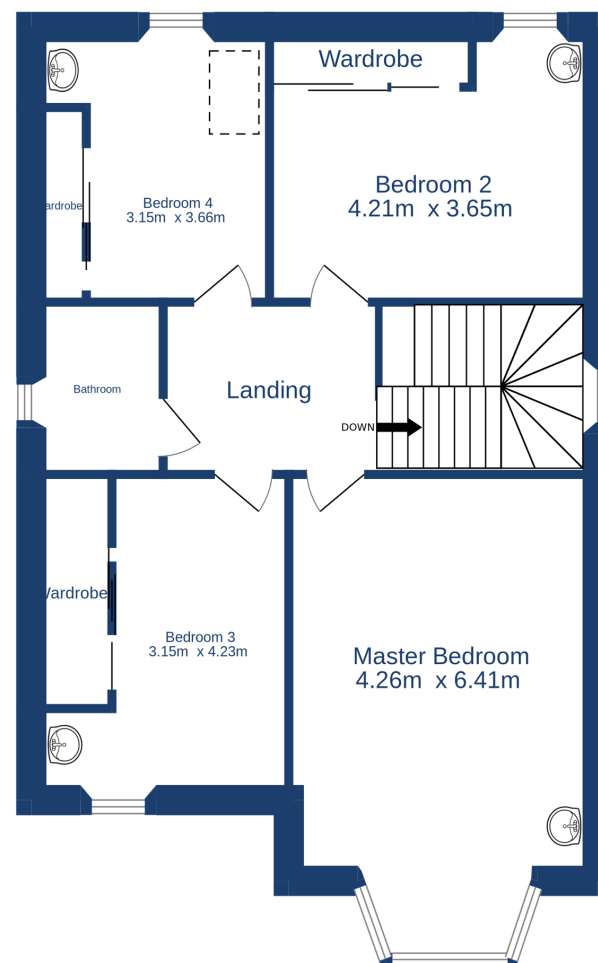 Wardrobe
Bedroom 2
4.21m x 3.65m
Bedroom 4
3.15m x 3.66m
ardrobe
Bathroom
Landing
DOWN
Wardrobe
Bedroom 3
3.15m x 4.23m
Master Bedroom
4.26m x 6.41m